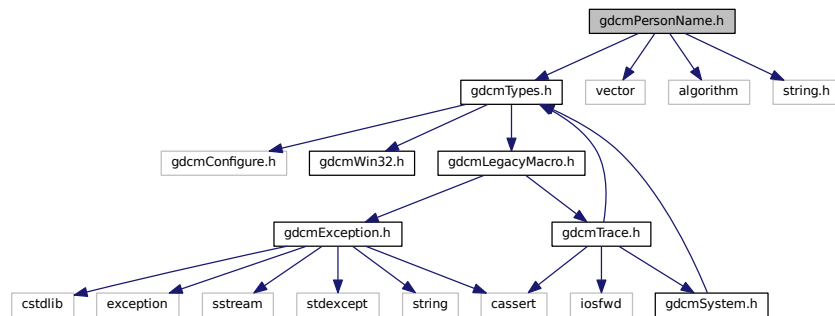 gdcmPersonName.h
gdcmTypes.h
vector
algorithm
string.h
gdcmConfigure.h
gdcmWin32.h
gdcmLegacyMacro.h
gdcmException.h
gdcmTrace.h
cstdlib
exception
sstream
stdexcept
string
cassert
iosfwd
gdcmSystem.h